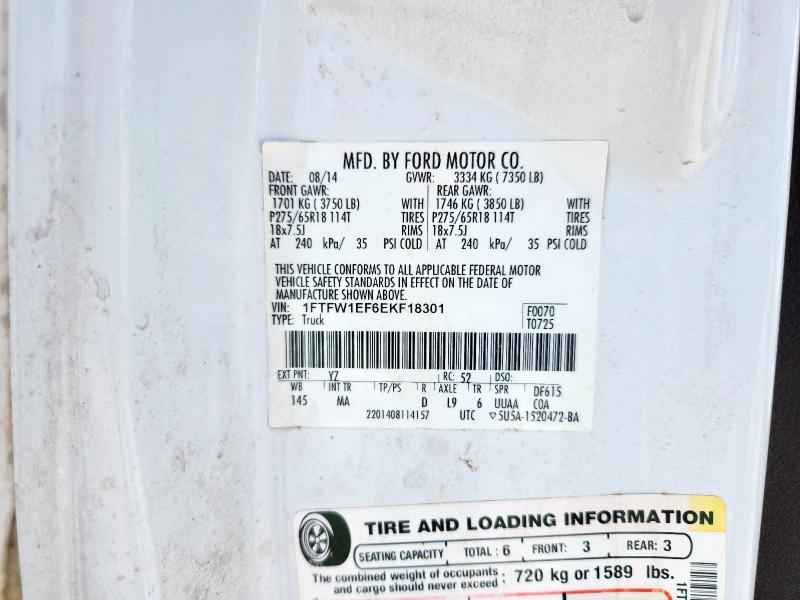 MFD. BY FORD MOTOR CO.
DATE: 08/14 GVWR: 3334 KG ( 7350 LB)
FRONT GAWR: REAR GAWR:
1701 KG ( 3750 LB) WITH 1746 KG ( 3850 LB) WITH
P275/65R18 114T TIRES P275/65R18 114T TIRES
18x7.5J RIMS 18x7.5J RIMS
AT 240 kPa/ 35 PSI COLD AT 240 kPa/ 35 PSI COLD
THIS VEHICLE CONFORMS TO ALL APPLICABLE FEDERAL MOTOR
VEHICLE SAFETY STANDARDS IN EFFECT ON THE DATE OF
MANUFACTURE SHOWN ABOVE.
VIN: 1FTFW1EF6EKF18301 F0070
TYPE: Truck T0725
EXT PNT: YZ RC: 52 DSO:
WB INT TR TP/PS R AXLE TR SPR DF615
145 MA D L9 6 UUAA COA
2201408114157 UTC ▽5U5A-1520472-BA
TIRE AND LOADING INFORMATION
SEATING CAPACITY TOTAL : 6 FRONT: 3 REAR: 3
The combined weight of occupants and cargo should never exceed : 720 kg or 1589 lbs.
1FT